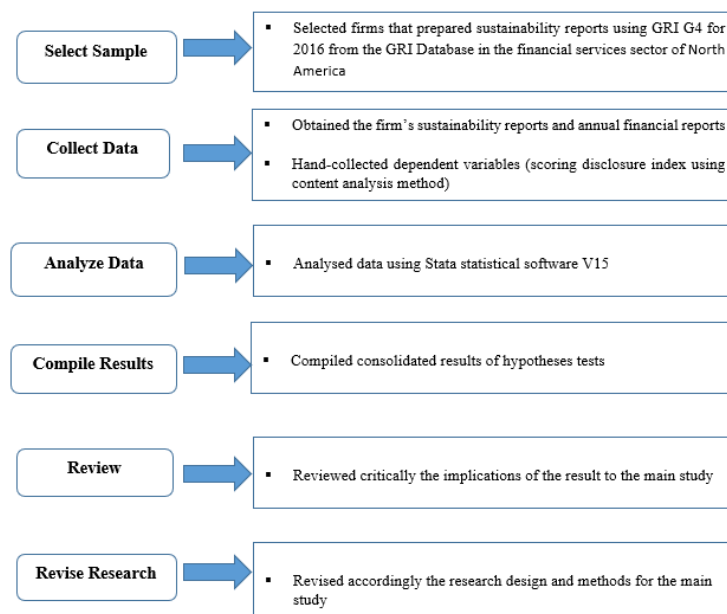 Select Sample
▪ Selected firms that prepared sustainability reports using GRI G4 for
2016 from the GRI Database in the financial services sector of North
America
Collect Data
▪ Obtained the firm's sustainability reports and annual financial reports
▪ Hand-collected dependent variables (scoring disclosure index using
content analysis method)
Analyze Data
▪ Analysed data using Stata statistical software V15
Compile Results
▪ Compiled consolidated results of hypotheses tests
Review
▪ Reviewed critically the implications of the result to the main study
Revise Research
▪ Revised accordingly the research design and methods for the main
study